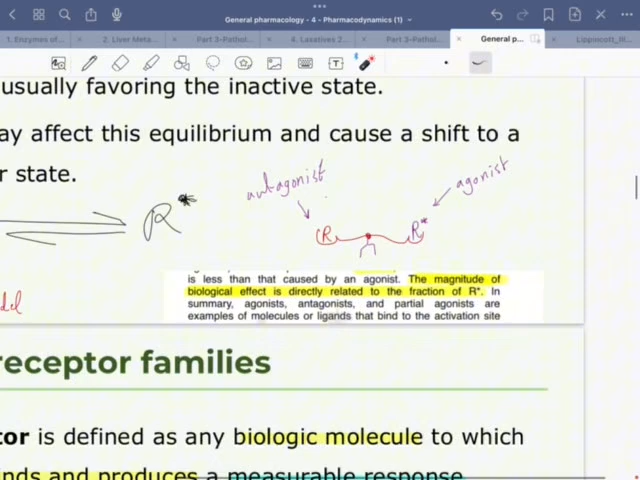 General pharmacology - 4 - Pharmacodynamics (1)
1. Enzymes of...
2. Liver Meta...
Part 3-Pathol...
4. Laxatives 2...
Part 3-Pathol...
General p...
Lippecott_Ill...
usually favoring the inactive state.
ay affect this equilibrium and cause a shift to a
r state.
antagonist
agonist
R*
R
R*
is less than that caused by an agonist. The magnitude of
biological effect is directly related to the fraction of R*. In
summary, agonists, antagonists, and partial agonists are
examples of molecules or ligands that bind to the activation site
del
receptor families
tor is defined as any biologic molecule to which
nds and produces a measurable response